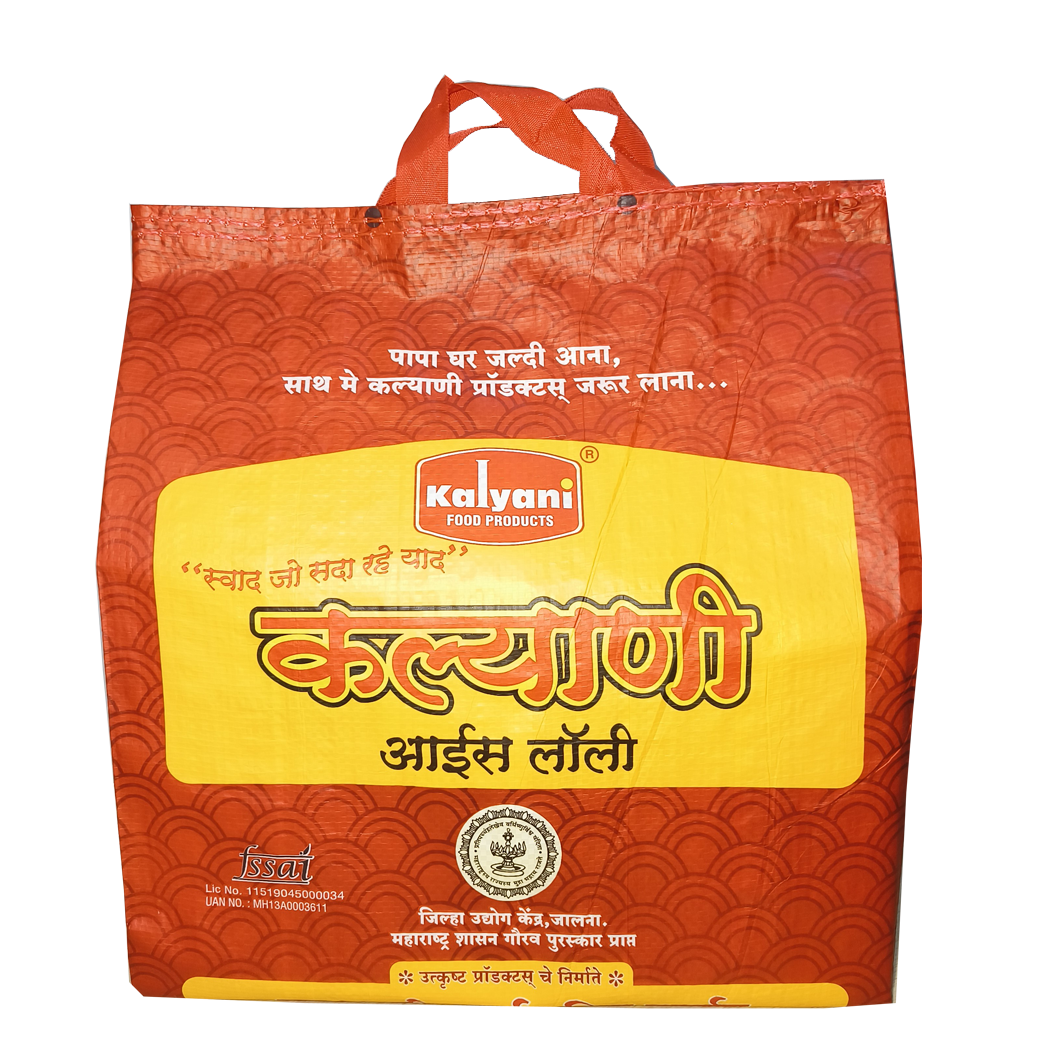 पापा घर जल्दी आना,
साथ मे कल्याणी प्रॉडक्टस् जरूर लाना...
Kalyani ®
FOOD PRODUCTS
“स्वाद जो सदा रहे याद”
कल्याणी
आईस लॉली
fssai
Lic No. 11519045000034
UAN NO. : MH13A0003611
जिल्हा उद्योग केंद्र,जालना.
महाराष्ट्र शासन गौरव पुरस्कार प्राप्त
उत्कृष्ट प्रॉडक्टस् चे निर्माते